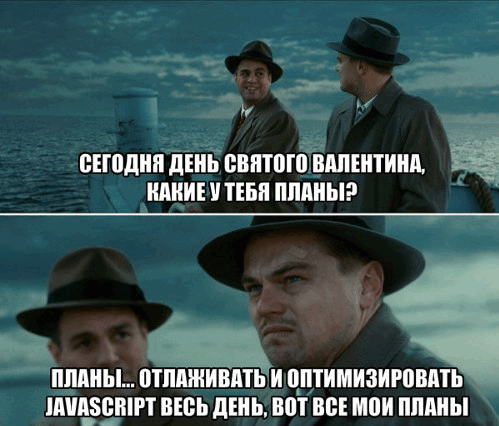 СЕГОДНЯ ДЕНЬ СВЯТОГО ВАЛЕНТИНА,
КАКИЕ У ТЕБЯ ПЛАНЫ?
ПЛАНЫ... ОТЛАЖИВАТЬ И ОПТИМИЗИРОВАТЬ
JAVASCRIPT ВЕСЬ ДЕНЬ, ВОТ ВСЕ МОИ ПЛАНЫ